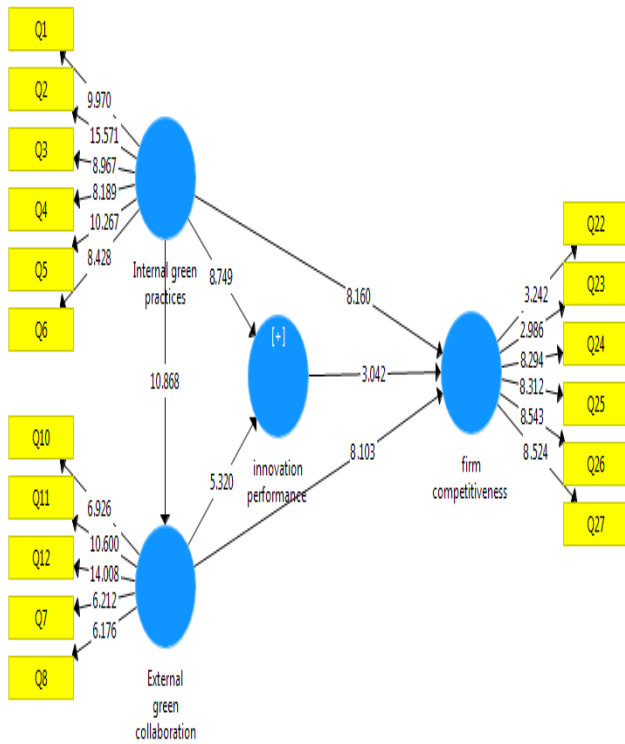 Q1
Q2
Q3
Q4
Q5
Q6
9.970
15.571
8.967
8.189
10.267
8.428
Internal green
practices
8.749
8.160
10.868
[+]
innovation
performance
3.042
5.320
8.103
Q10
Q11
Q12
Q7
Q8
6.926
10.600
14.008
6.212
6.176
External
green
collaboration
firm
competitiveness
3.242
2.986
8.294
8.312
8.543
8.524
Q22
Q23
Q24
Q25
Q26
Q27